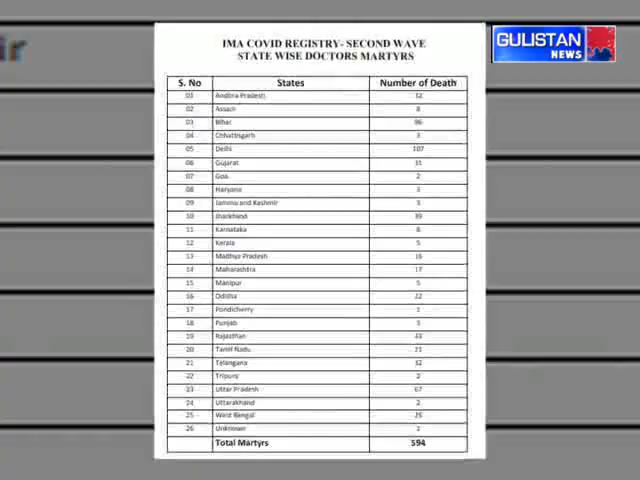 ir
GULISTAN
NEWS
IMA COVID REGISTRY- SECOND WAVE
STATE WISE DOCTORS MARTYRS
S. No States Number of Death
01 Andhra Pradesh 32
02 Assam 8
03 Bihar 96
04 Chhattisgarh 3
05 Delhi 107
06 Gujarat 31
07 Goa 2
08 Haryana 3
09 Jammu and Kashmir 3
10 Jharkhand 39
11 Karnataka 8
12 Kerala 5
13 Madhya Pradesh 16
14 Maharashtra 17
15 Manipur 5
16 Odisha 22
17 Pondicherry 1
18 Punjab 3
19 Rajasthan 43
20 Tamil Nadu 21
21 Telangana 32
22 Tripura 2
23 Uttar Pradesh 67
24 Uttarakhand 2
25 West Bengal 25
26 Unknown
Total Martyrs 594